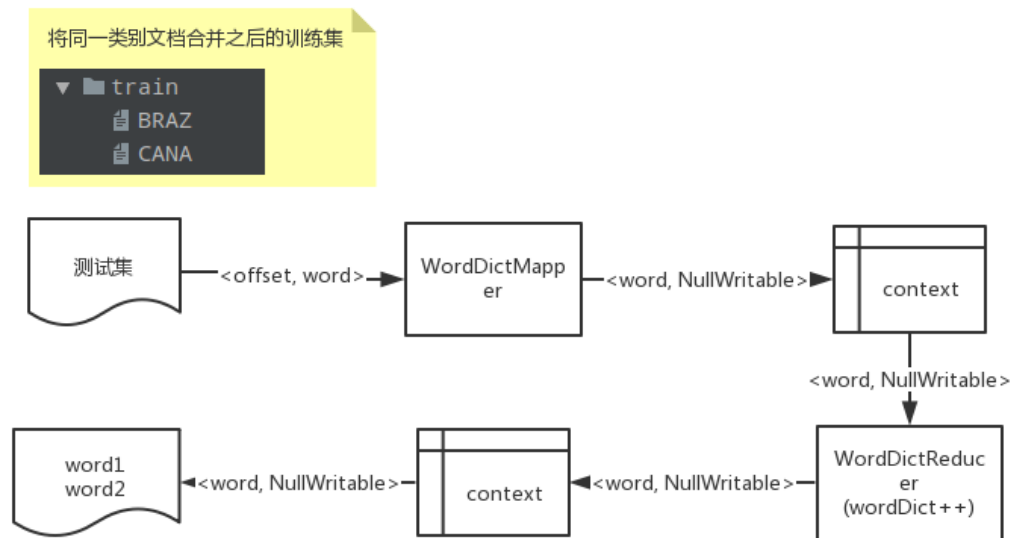 将同一类别文档合并之后的训练集
train
BRAZ
CANA
测试集
<offset, word>
WordDictMapp
er
<word, NullWritable>
context
<word, NullWritable>
word1
word2
<word, NullWritable>
context
<word, NullWritable>
WordDictReduc
er
(wordDict++)